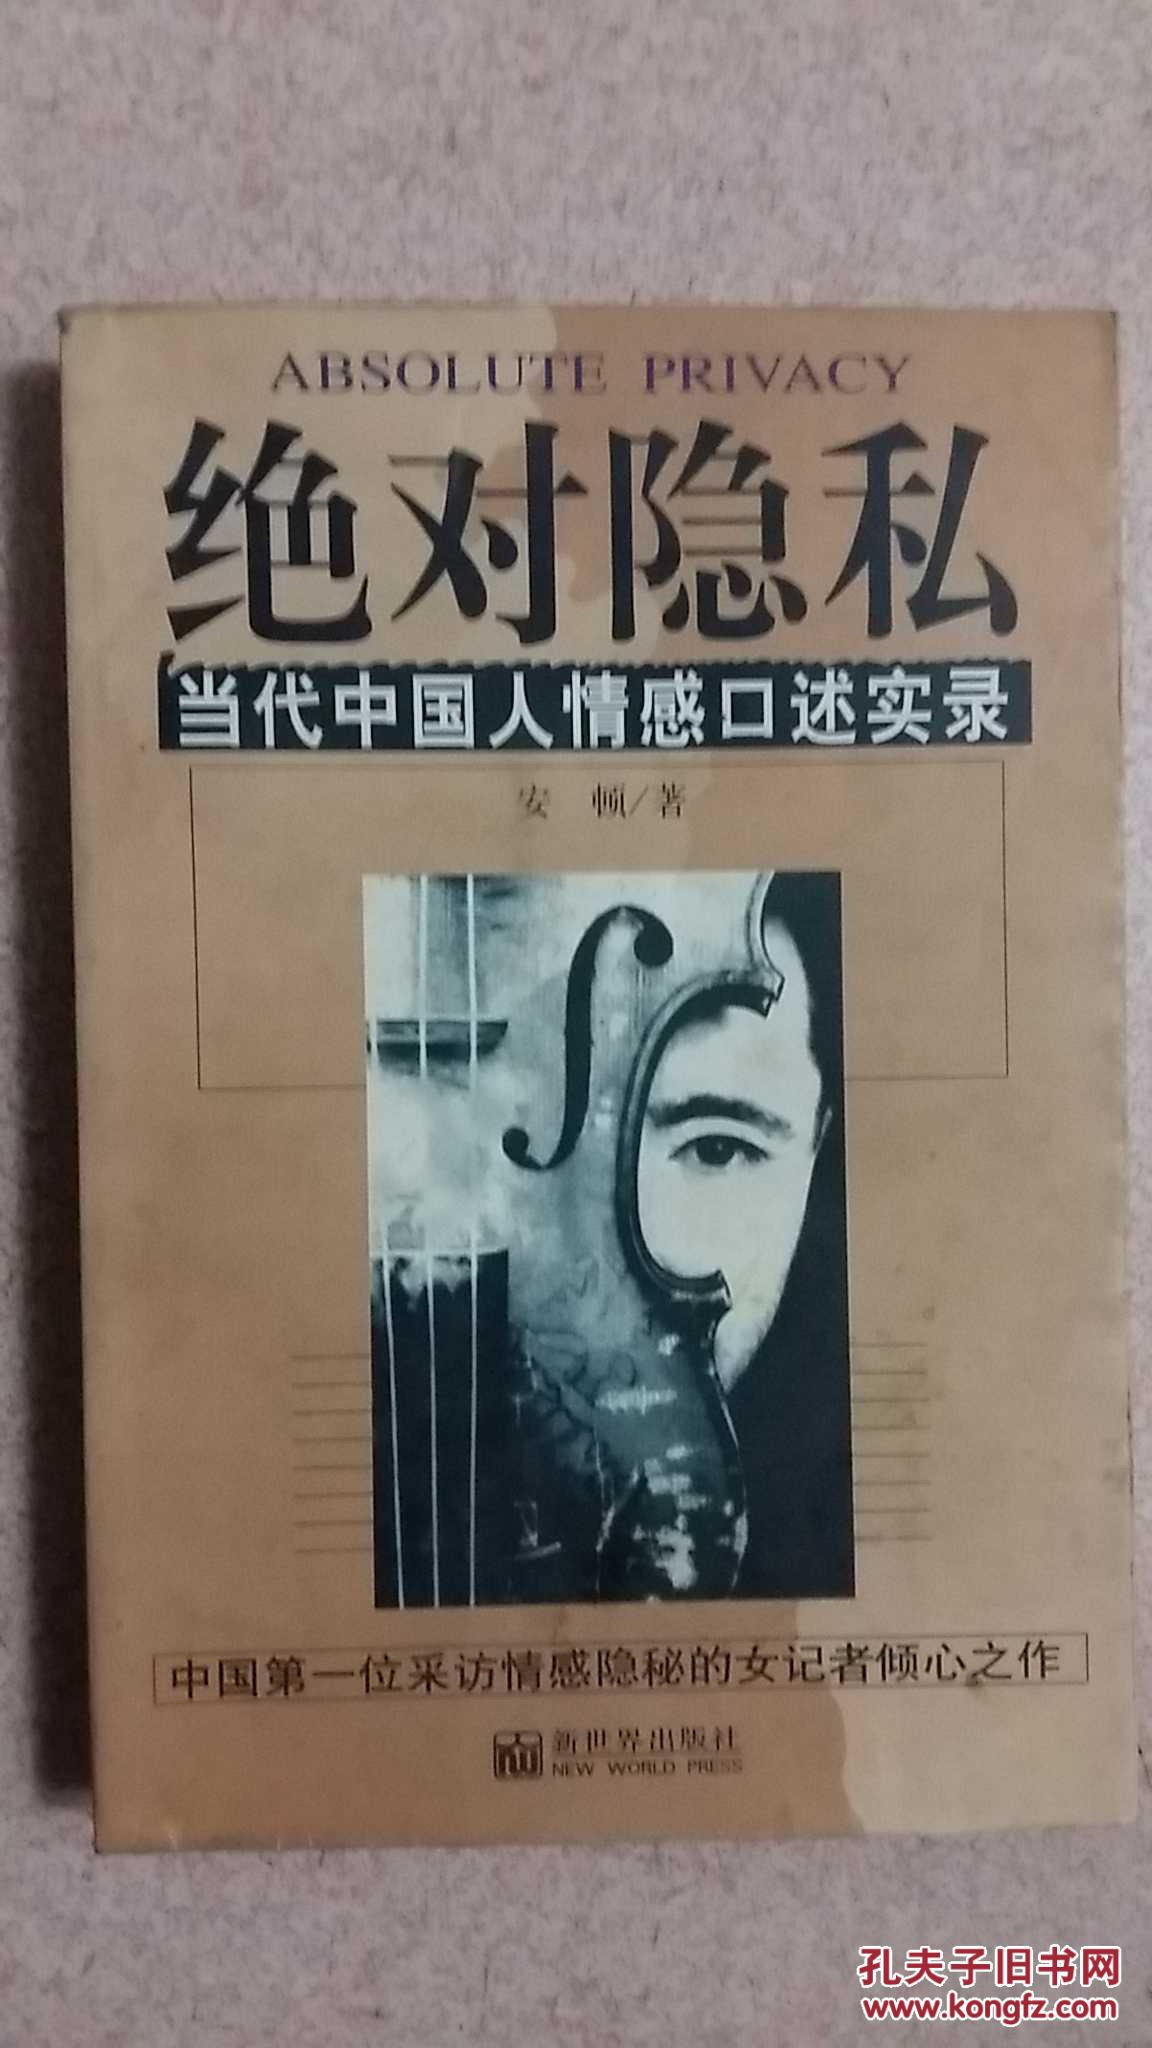 ABSOLUTE PRIVACY
绝对隐私
当代中国人情感口述实录
安 顿/著
中国第一位采访情感隐秘的女记者倾心之作
新世界出版社
NEW WORLD PRESS
孔夫子旧书网
www.kongfz.com